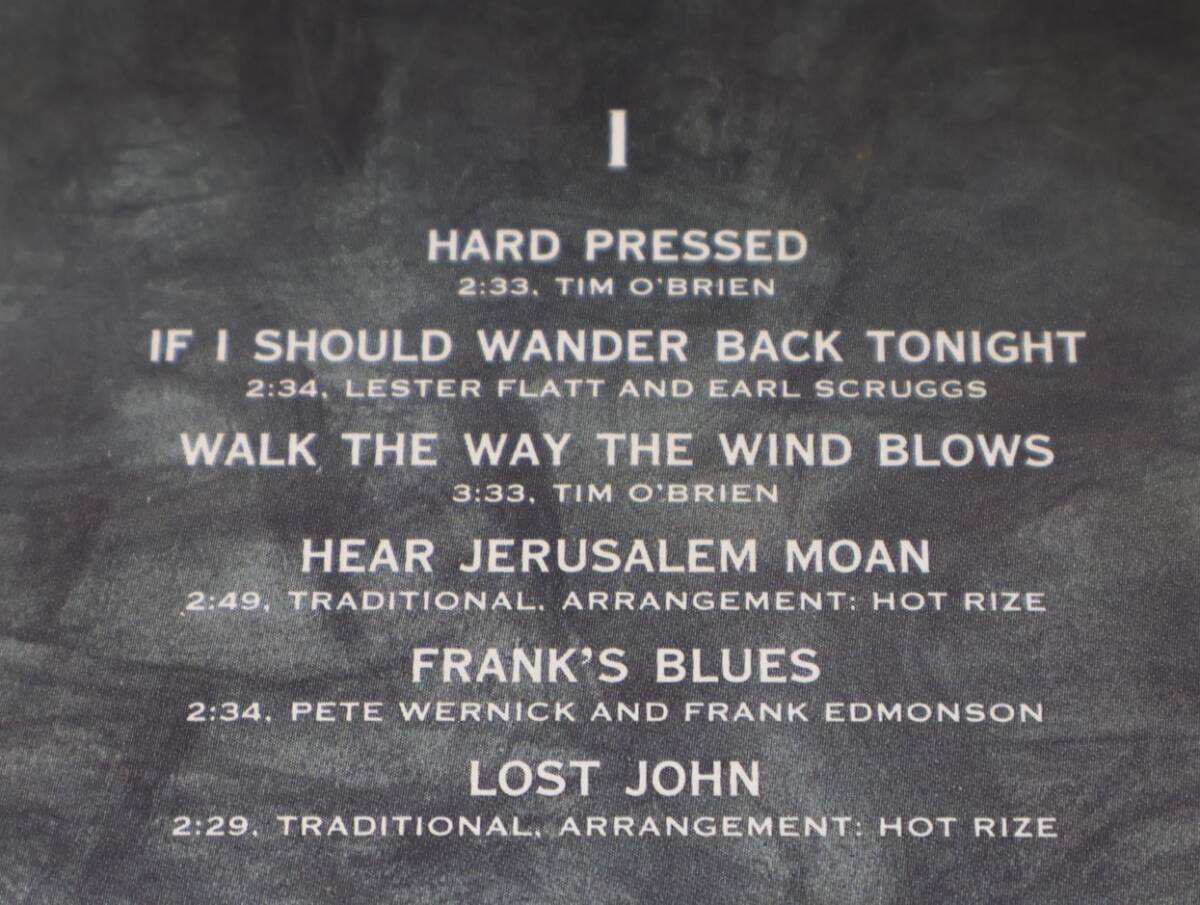 I
HARD PRESSED
2:33, TIM O'BRIEN
IF I SHOULD WANDER BACK TONIGHT
2:34, LESTER FLATT AND EARL SCRUGGS
WALK THE WAY THE WIND BLOWS
3:33, TIM O'BRIEN
HEAR JERUSALEM MOAN
2:49, TRADITIONAL, ARRANGEMENT: HOT RIZE
FRANK'S BLUES
2:34, PETE WERNICK AND FRANK EDMONSON
LOST JOHN
2:29, TRADITIONAL, ARRANGEMENT: HOT RIZE